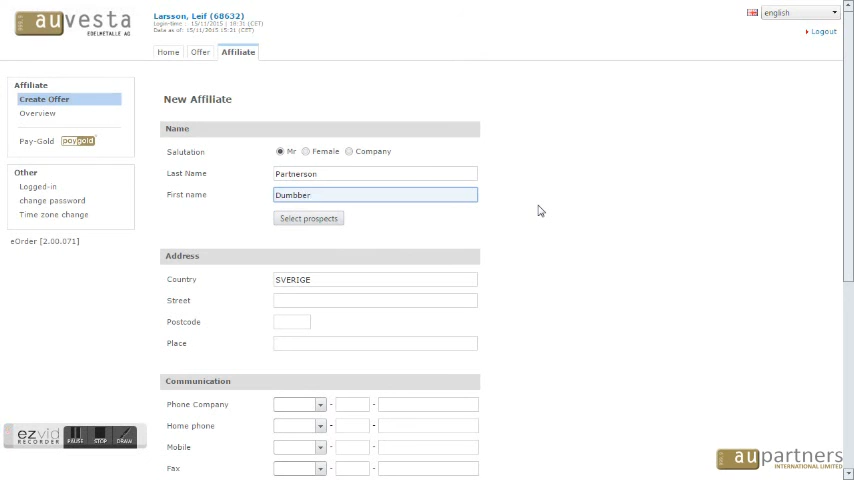 auvesta
EDELMETALLE AG
Larsson, Leif (68632)
Login-time : 15/11/2015 | 18:31 (CET)
Data as of: 15/11/2015 15:21 (CET)
english
Logout
Home Offer Affiliate
Affiliate
Create Offer
Overview
Pay-Gold paygold
Other
Logged-in
change password
Time zone change
eOrder [2.00.071]
New Affiliate
Name
Salutation Mr Female Company
Last Name Partnerson
First name Dumbber
Select prospects
Address
Country SVERIGE
Street
Postcode
Place
Communication
Phone Company - -
Home phone - -
Mobile - -
Fax - -
ezvid
RECORDER
PAUSE STOP DRAW
aupartners
INTERNATIONAL LIMITED